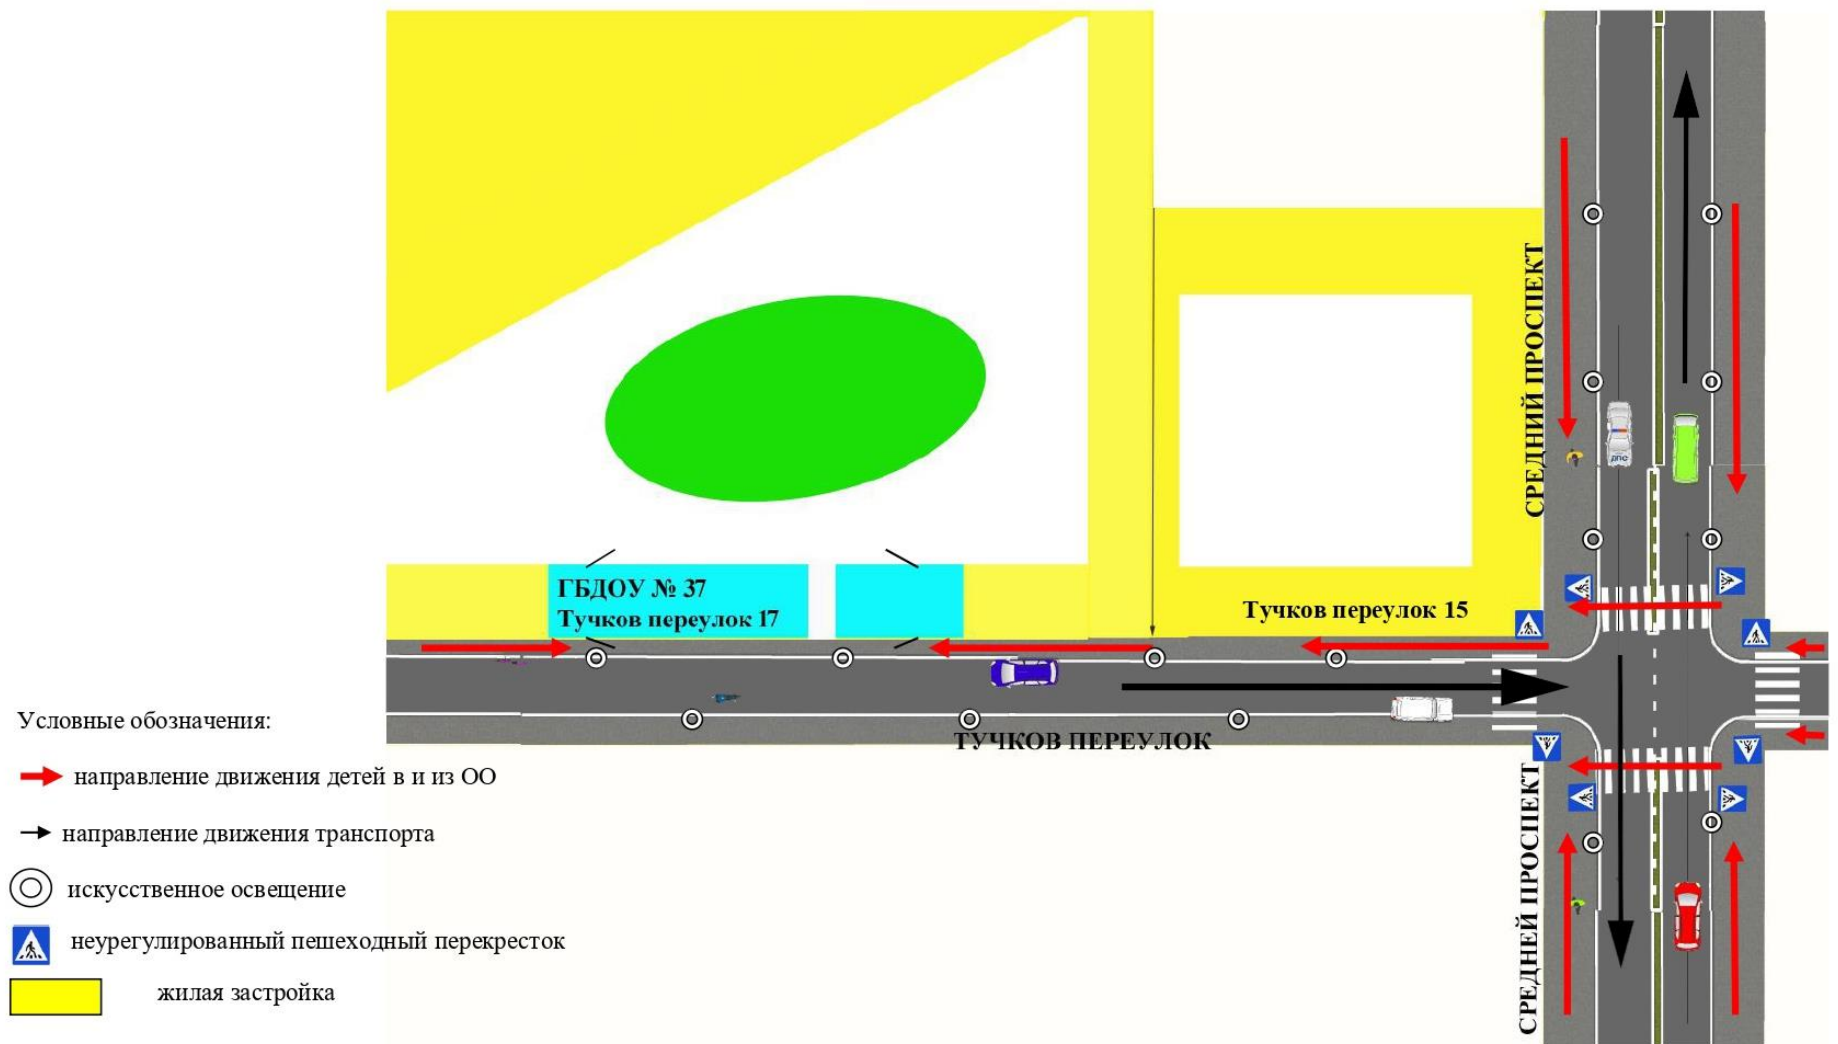 СРЕДНИЙ ПРОСПЕКТ
ГБДОУ № 37
Тучков переулок 17
Тучков переулок 15
ТУЧКОВ ПЕРЕУЛОК
СРЕДНЕЙ ПРОСПЕКТ
ДПС
Условные обозначения:
направление движения детей в и из ОО
направление движения транспорта
искусственное освещение
неурегулированный пешеходный перекресток
жилая застройка